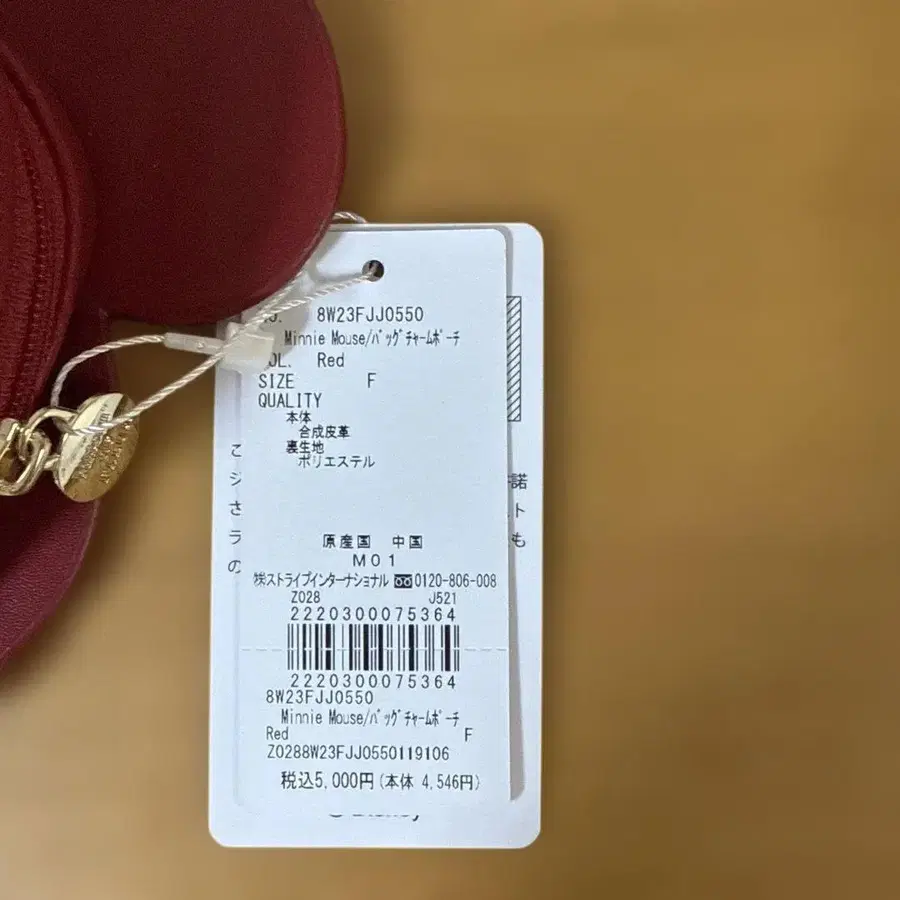 8W23FJJ0550
Minnie Mouse/ﾊﾞｯｸﾞﾁｬｰﾑﾎﾟｰﾁ
OL. Red
SIZE F
QUALITY
本体
合成皮革
裏生地
ポリエステル
原産国 中国
M01
㈱ストライプインターナショナル 0120-806-008
Z028 J521
2220300075364
2220300075364
8W23FJJ0550
Minnie Mouse/ﾊﾞｯｸﾞﾁｬｰﾑﾎﾟｰﾁ
Red F
Z0288W23FJJ0550119106
税込5,000円(本体 4,546円)